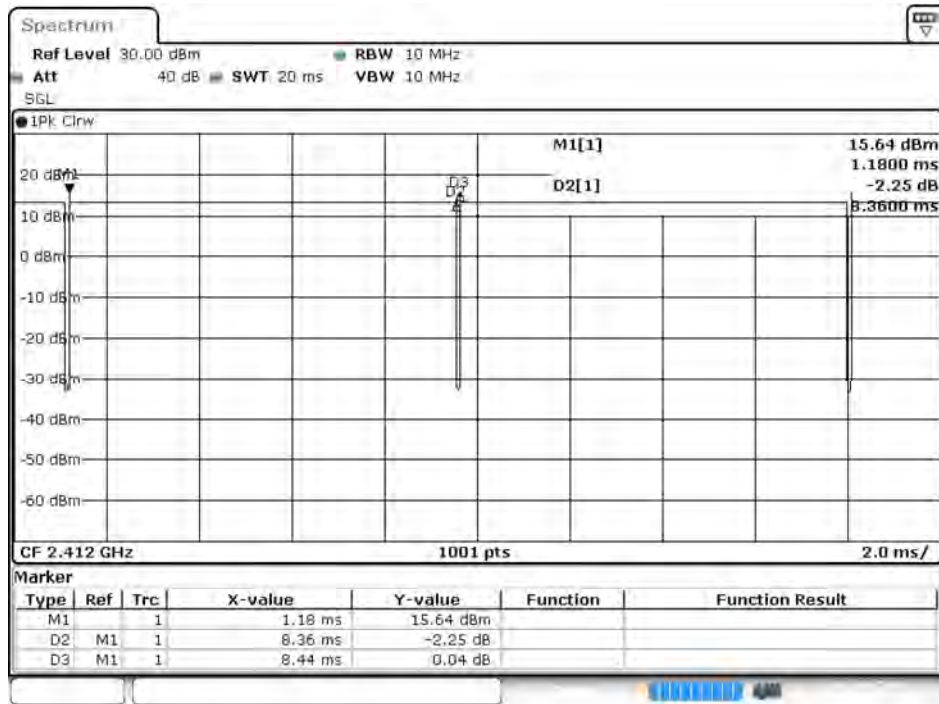 Spectrum
Ref Level 30.00 dBm RBW 10 MHz
Att 40 dB SWT 20 ms VBW 10 MHz
SGL
1Pk Clrw
M1[1] 15.64 dBm
1.1800 ms
D2[1] -2.25 dB
8.3600 ms
20 dBm
M1
D3
D2
10 dBm
0 dBm
-10 dBm
-20 dBm
-30 dBm
-40 dBm
-50 dBm
-60 dBm
CF 2.412 GHz 1001 pts 2.0 ms/
Marker
Type Ref Trc X-value Y-value Function Function Result
M1 1 1.18 ms 15.64 dBm
D2 M1 1 8.36 ms -2.25 dB
D3 M1 1 8.44 ms 0.04 dB